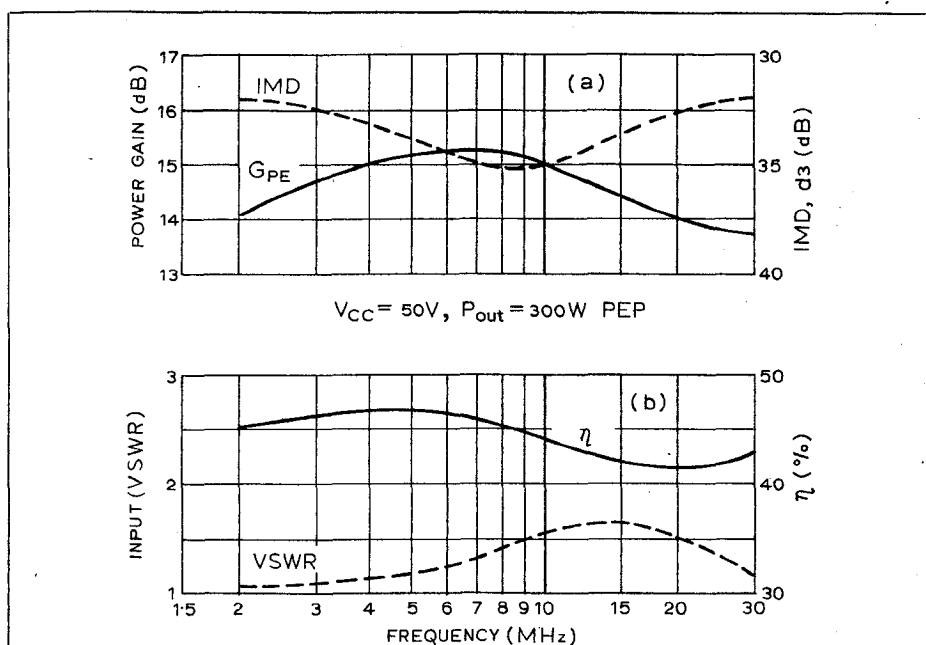 17
16
15
14
13
POWER GAIN (dB)
IMD
GPE
(a)
30
35
40
IMD, d3 (dB)
VCC = 50V, Pout = 300W PEP
3
2
1
INPUT (VSWR)
(b)
η
VSWR
50
40
30
η (%)
1·5 2 3 4 5 6 7 8 9 10 15 20 30
FREQUENCY (MHz)